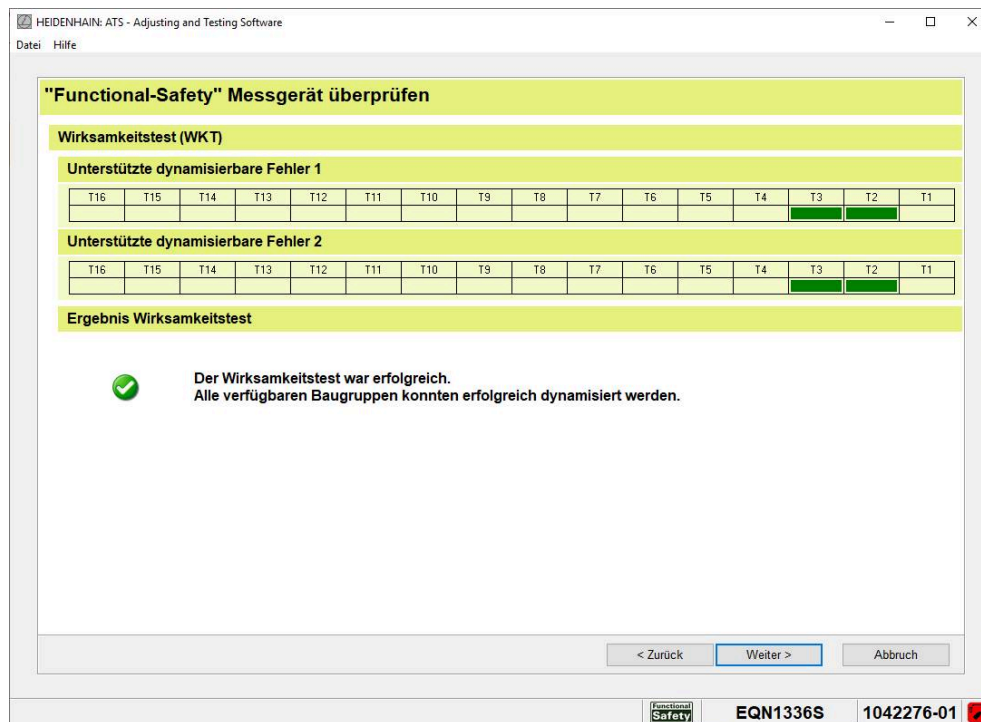 HEIDENHAIN: ATS - Adjusting and Testing Software
Datei Hilfe
"Functional-Safety" Messgerät überprüfen
Wirksamkeitstest (WKT)
Unterstützte dynamisierbare Fehler 1
T16 T15 T14 T13 T12 T11 T10 T9 T8 T7 T6 T5 T4 T3 T2 T1
Unterstützte dynamisierbare Fehler 2
T16 T15 T14 T13 T12 T11 T10 T9 T8 T7 T6 T5 T4 T3 T2 T1
Ergebnis Wirksamkeitstest
Der Wirksamkeitstest war erfolgreich.
Alle verfügbaren Baugruppen konnten erfolgreich dynamisiert werden.
< Zurück Weiter > Abbruch
Functional
Safety EQN1336S 1042276-01